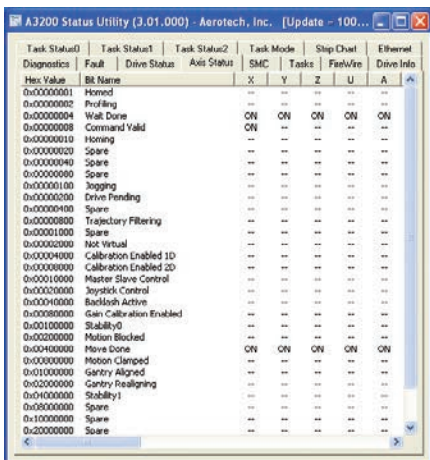 A3200 Status Utility (3.01.000) - Aerotech, Inc. [Update - 100...
Task Status0 Task Status1 Task Status2 Task Mode Strip Chart Ethernet
Diagnostics Fault Drive Status Axis Status SMC Tasks FireWire Drive Info
Hex Value Bit Name X Y Z U A
0x00000001 Homed -- -- -- -- --
0x00000002 Profiling -- -- -- -- --
0x00000004 Wait Done ON ON ON ON ON
0x00000008 Command Valid ON -- -- -- --
0x00000010 Homing -- -- -- -- --
0x00000020 Spare -- -- -- -- --
0x00000040 Spare -- -- -- -- --
0x00000080 Spare -- -- -- -- --
0x00000100 Jogging -- -- -- -- --
0x00000200 Drive Pending -- -- -- -- --
0x00000400 Spare -- -- -- -- --
0x00000800 Trajectory Filtering -- -- -- -- --
0x00001000 Spare -- -- -- -- --
0x00002000 Not Virtual -- -- -- -- --
0x00004000 Calibration Enabled 1D -- -- -- -- --
0x00008000 Calibration Enabled 2D -- -- -- -- --
0x00010000 Master Slave Control -- -- -- -- --
0x00020000 Joystick Control -- -- -- -- --
0x00040000 Backlash Active -- -- -- -- --
0x00080000 Gain Calibration Enabled -- -- -- -- --
0x00100000 Stability0 -- -- -- -- --
0x00200000 Motion Blocked -- -- -- -- --
0x00400000 Move Done ON ON ON ON ON
0x00800000 Motion Clamped -- -- -- -- --
0x01000000 Gantry Aligned -- -- -- -- --
0x02000000 Gantry Realigning -- -- -- -- --
0x04000000 Stability1 -- -- -- -- --
0x08000000 Spare -- -- -- -- --
0x10000000 Spare -- -- -- -- --
0x20000000 Spare -- -- -- -- --